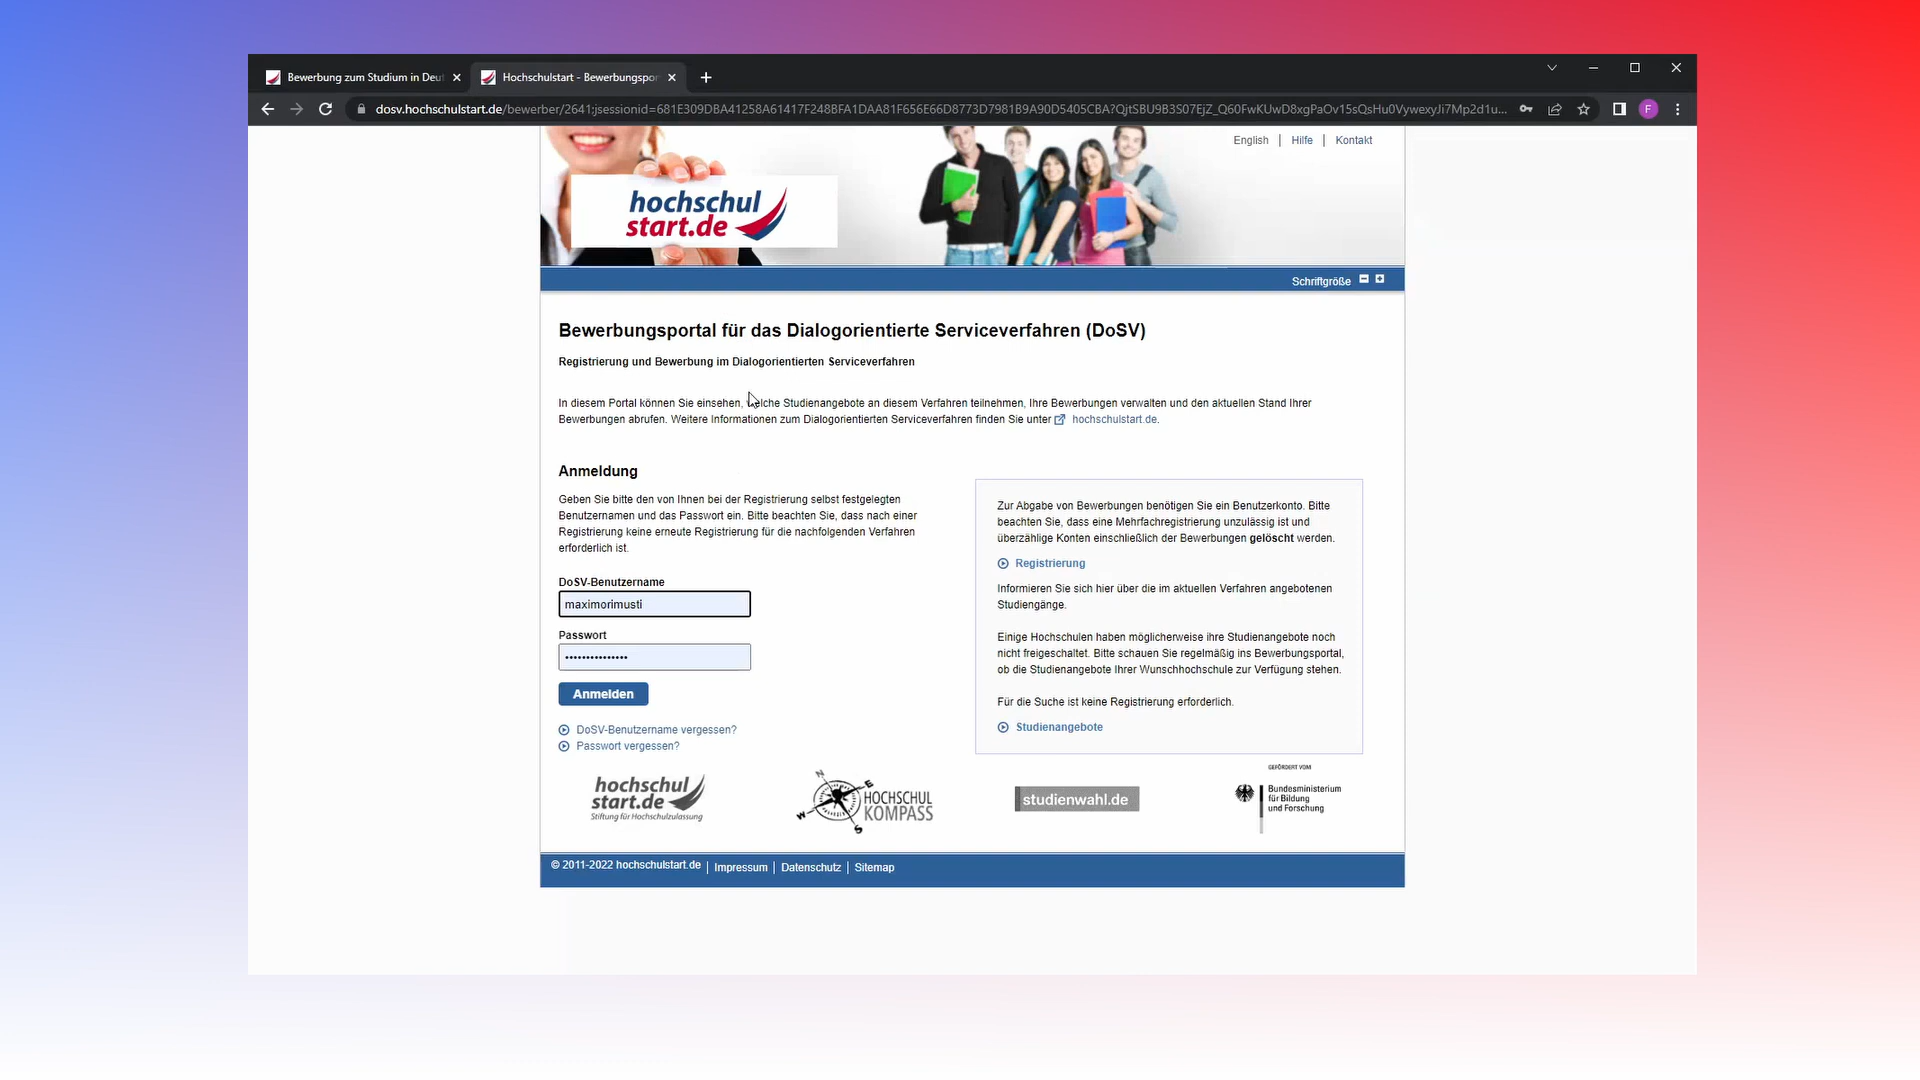 Bewerbung zum Studium in Deu
Hochschulstart - Bewerbungspo
dosv.hochschulstart.de/bewerber/2641;jsessionid=681E309DBA41258A61417F248BFA1DAA81F656E66D8773D7981B9A90D5405CBA?QjtSBU9B3S07EjZ_Q60FwKUwD8xgPaOv15sQsHu0VywexyJi7Mp2d1u...
F
English | Hilfe | Kontakt
hochschul
start.de
Schriftgröße
Bewerbungsportal für das Dialogorientierte Serviceverfahren (DoSV)
Registrierung und Bewerbung im Dialogorientierten Serviceverfahren
In diesem Portal können Sie einsehen, welche Studienangebote an diesem Verfahren teilnehmen, Ihre Bewerbungen verwalten und den aktuellen Stand Ihrer
Bewerbungen abrufen. Weitere Informationen zum Dialogorientierten Serviceverfahren finden Sie unter hochschulstart.de.
Anmeldung
Geben Sie bitte den von Ihnen bei der Registrierung selbst festgelegten
Benutzernamen und das Passwort ein. Bitte beachten Sie, dass nach einer
Registrierung keine erneute Registrierung für die nachfolgenden Verfahren
erforderlich ist.
DoSV-Benutzername
maximorimusti
Passwort
Anmelden
DoSV-Benutzername vergessen?
Passwort vergessen?
Zur Abgabe von Bewerbungen benötigen Sie ein Benutzerkonto. Bitte
beachten Sie, dass eine Mehrfachregistrierung unzulässig ist und
überzählige Konten einschließlich der Bewerbungen gelöscht werden.
Registrierung
Informieren Sie sich hier über die im aktuellen Verfahren angebotenen
Studiengänge.
Einige Hochschulen haben möglicherweise ihre Studienangebote noch
nicht freigeschaltet. Bitte schauen Sie regelmäßig ins Bewerbungsportal,
ob die Studienangebote Ihrer Wunschhochschule zur Verfügung stehen.
Für die Suche ist keine Registrierung erforderlich.
Studienangebote
hochschul
start.de
Stiftung für Hochschulzulassung
N
E
W
S
HOCHSCHUL
KOMPASS
studienwahl.de
GEFÖRDERT VOM
Bundesministerium
für Bildung
und Forschung
© 2011-2022 hochschulstart.de | Impressum | Datenschutz | Sitemap